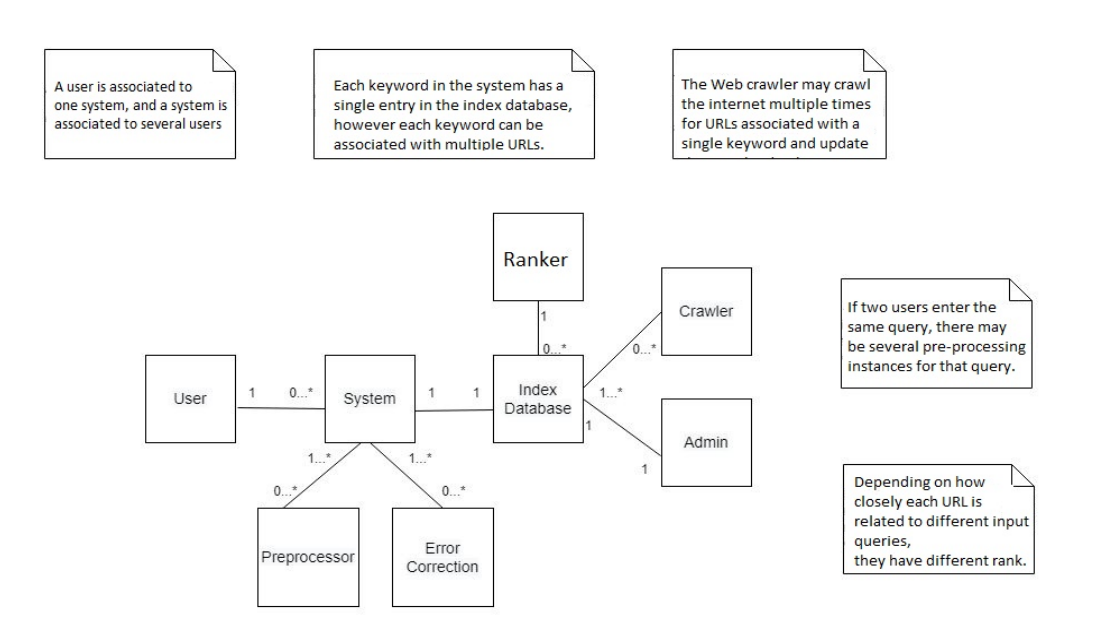 A user is associated to
one system, and a system is
associated to several users
Each keyword in the system has a
single entry in the index database,
however each keyword can be
associated with multiple URLs.
The Web crawler may crawl
the internet multiple times
for URLs associated with a
single keyword and update
Ranker
1
0...*
Crawler
0...*
If two users enter the
same query, there may
be several pre-processing
instances for that query.
User
1
0...*
System
1
1
Index
Database
1...*
1
Admin
1
1...*
1...*
0...*
0...*
Preprocessor
Error
Correction
Depending on how
closely each URL is
related to different input
queries,
they have different rank.